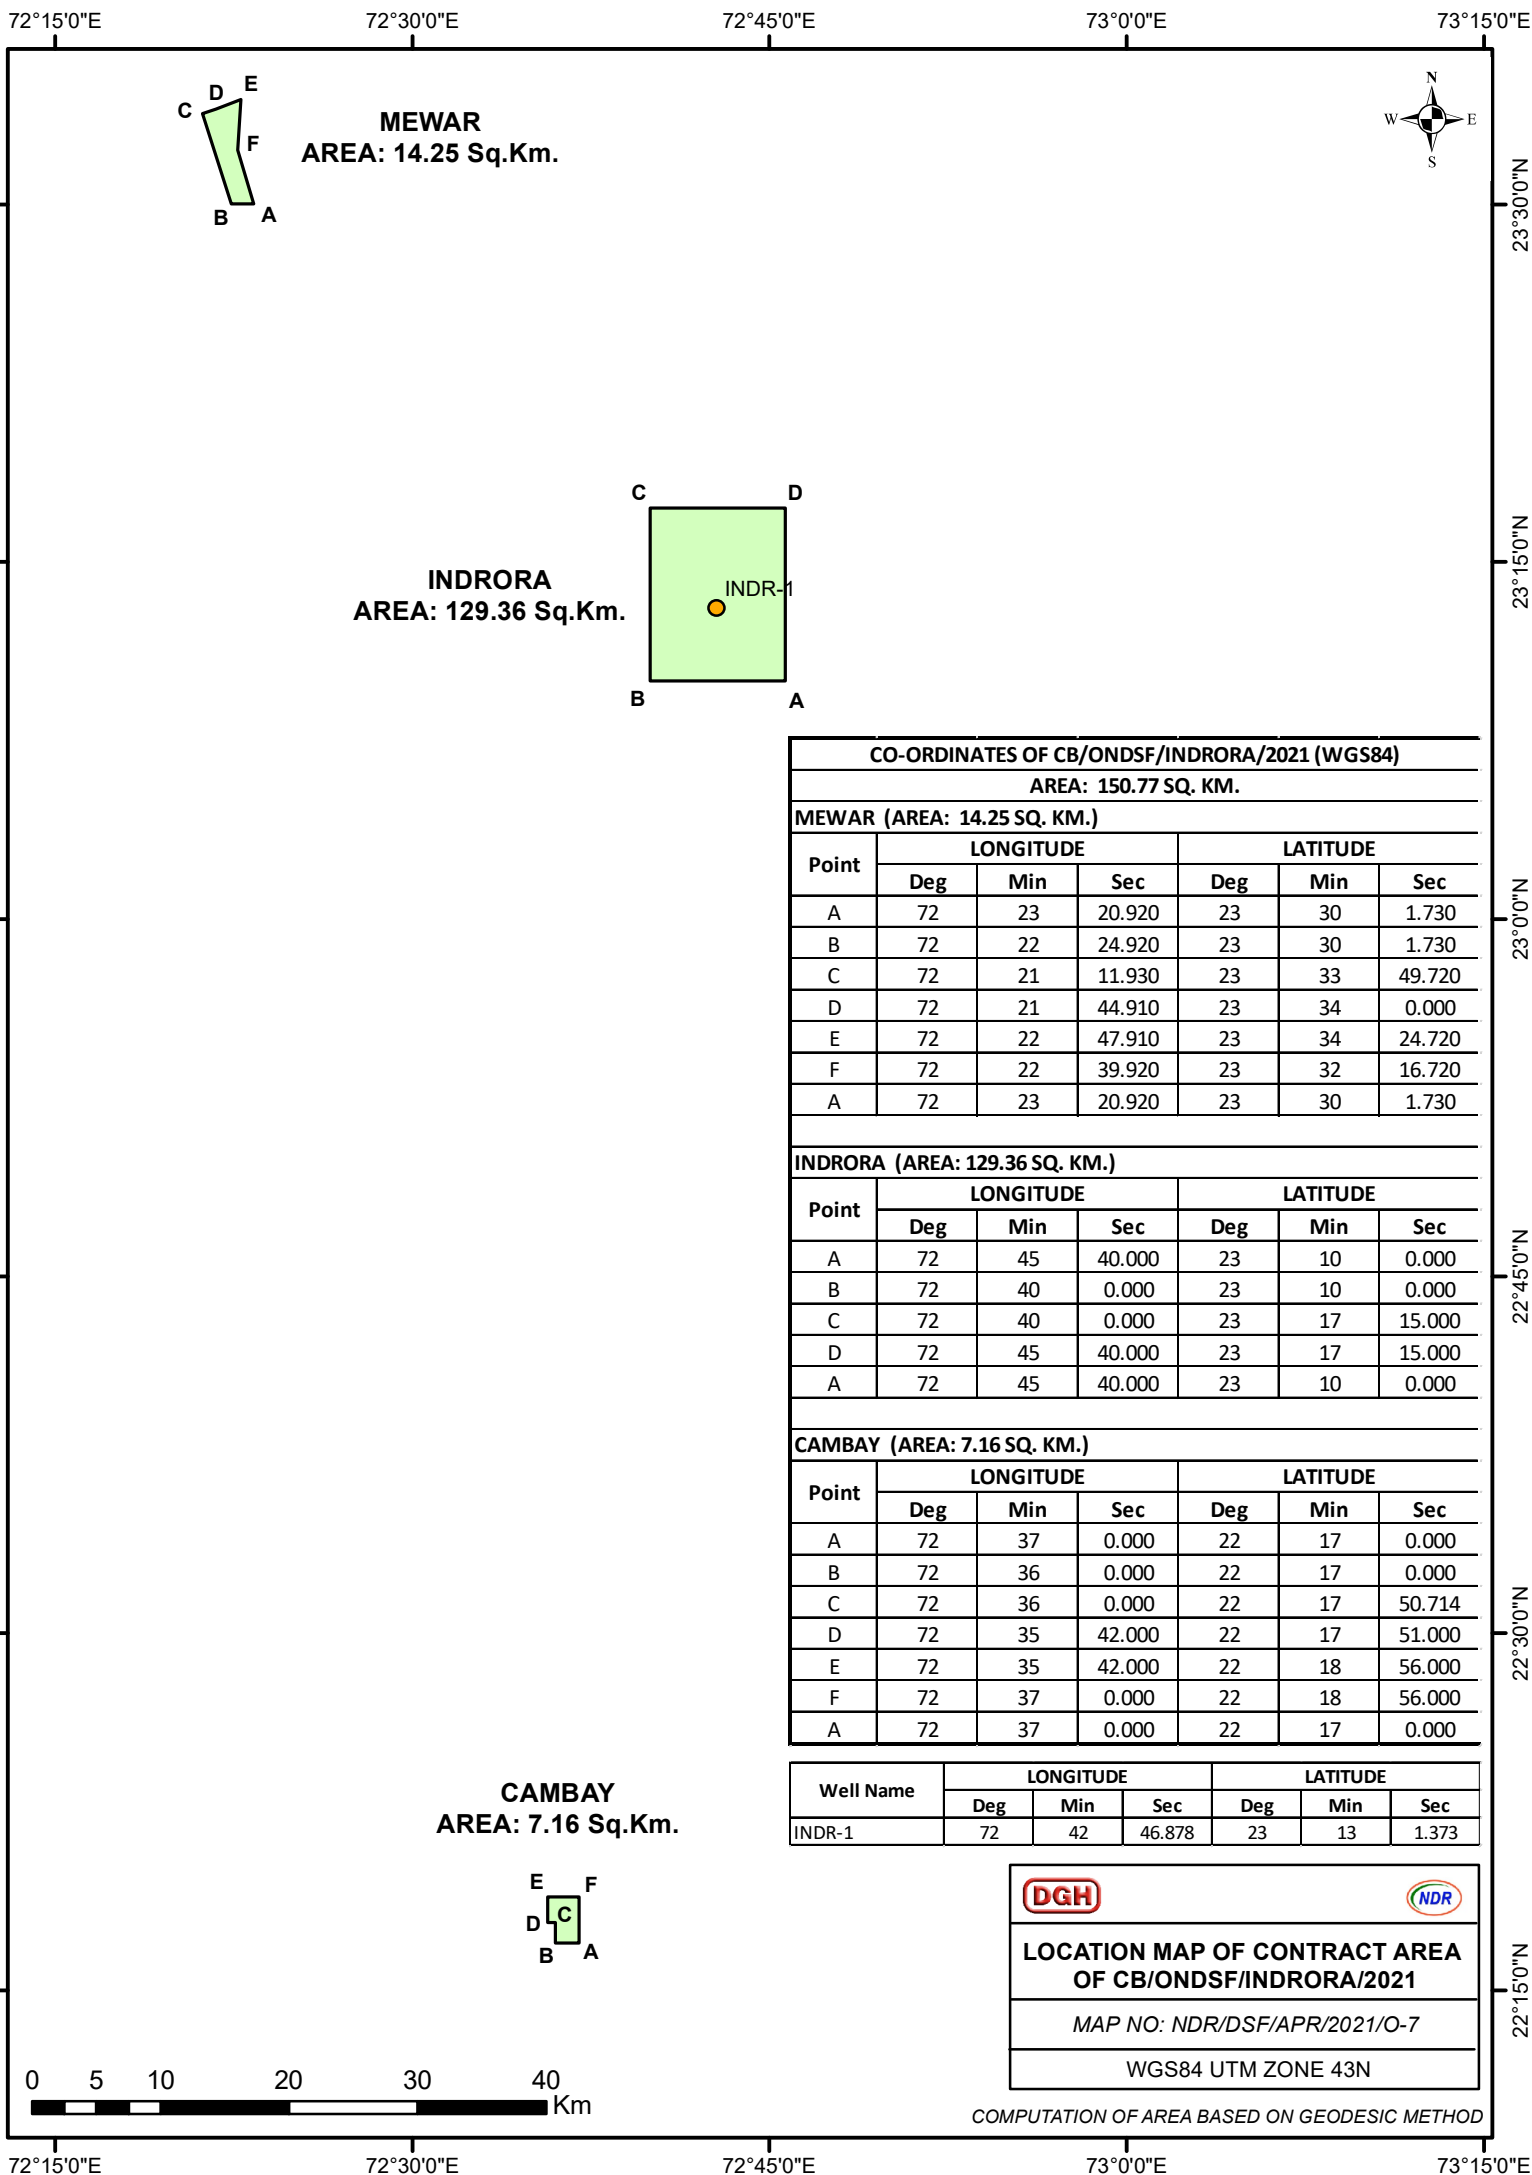 72°15'0"E 72°30'0"E 72°45'0"E 73°0'0"E 73°15'0"E
N
W E
S
C D E
F
B A
MEWAR
AREA: 14.25 Sq.Km.
23°30'0"N
C D
INDRORA
AREA: 129.36 Sq.Km.
INDR-1
B A
23°15'0"N
23°0'0"N
22°45'0"N
22°30'0"N
22°15'0"N
CO-ORDINATES OF CB/ONDSF/INDRORA/2021 (WGS84)
AREA: 150.77 SQ. KM.
MEWAR (AREA: 14.25 SQ. KM.)
Point LONGITUDE LATITUDE
Deg Min Sec Deg Min Sec
A 72 23 20.920 23 30 1.730
B 72 22 24.920 23 30 1.730
C 72 21 11.930 23 33 49.720
D 72 21 44.910 23 34 0.000
E 72 22 47.910 23 34 24.720
F 72 22 39.920 23 32 16.720
A 72 23 20.920 23 30 1.730
INDRORA (AREA: 129.36 SQ. KM.)
Point LONGITUDE LATITUDE
Deg Min Sec Deg Min Sec
A 72 45 40.000 23 10 0.000
B 72 40 0.000 23 10 0.000
C 72 40 0.000 23 17 15.000
D 72 45 40.000 23 17 15.000
A 72 45 40.000 23 10 0.000
CAMBAY (AREA: 7.16 SQ. KM.)
Point LONGITUDE LATITUDE
Deg Min Sec Deg Min Sec
A 72 37 0.000 22 17 0.000
B 72 36 0.000 22 17 0.000
C 72 36 0.000 22 17 50.714
D 72 35 42.000 22 17 51.000
E 72 35 42.000 22 18 56.000
F 72 37 0.000 22 18 56.000
A 72 37 0.000 22 17 0.000
Well Name LONGITUDE LATITUDE
Deg Min Sec Deg Min Sec
INDR-1 72 42 46.878 23 13 1.373
CAMBAY
AREA: 7.16 Sq.Km.
E F
D C
B A
DGH NDR
LOCATION MAP OF CONTRACT AREA
OF CB/ONDSF/INDRORA/2021
MAP NO: NDR/DSF/APR/2021/O-7
WGS84 UTM ZONE 43N
0 5 10 20 30 40
Km
COMPUTATION OF AREA BASED ON GEODESIC METHOD
72°15'0"E 72°30'0"E 72°45'0"E 73°0'0"E 73°15'0"E